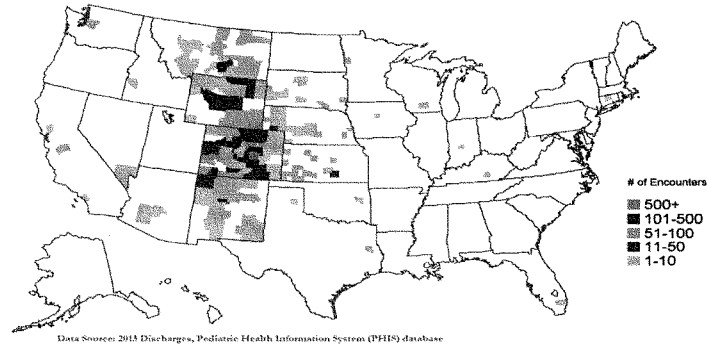 # of Encounters
500+
101-500
51-100
11-50
1-10
Data Source: 2013 Discharges, Pediatric Health Information System (PHIS) database